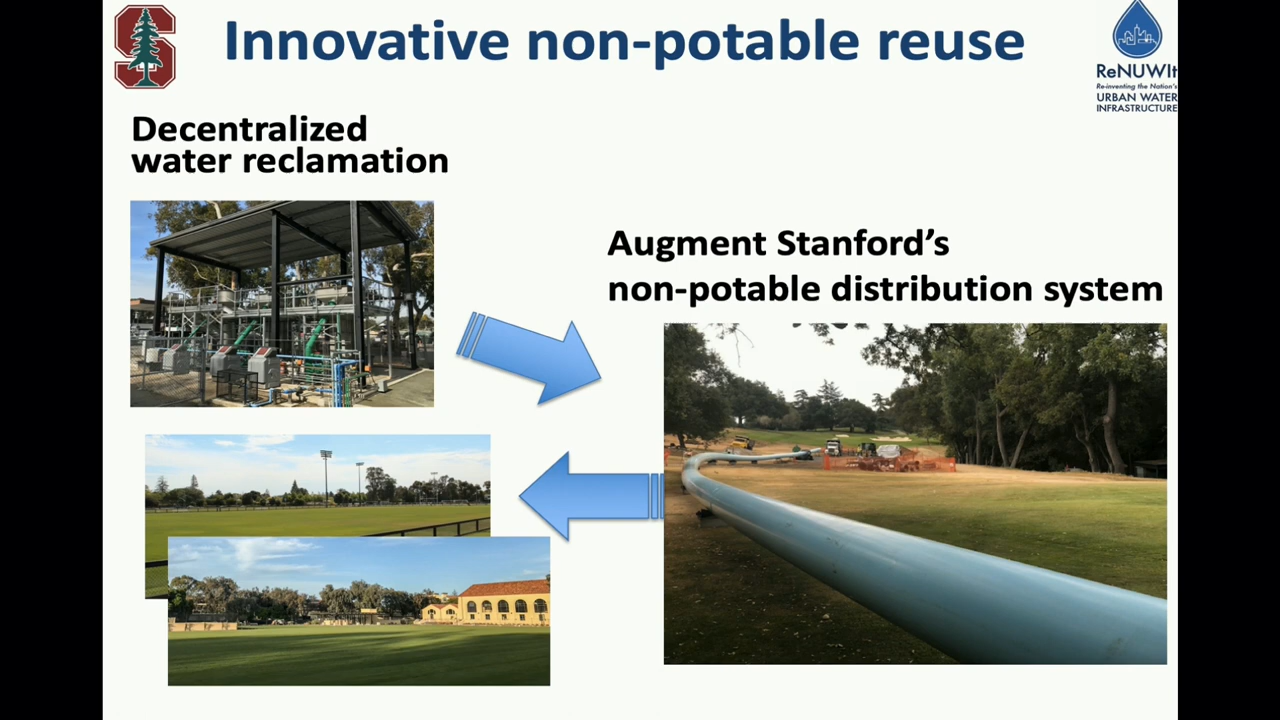 Innovative non-potable reuse
ReNUWIt
Re-inventing the Nation's
URBAN WATER
INFRASTRUCTURE
Decentralized
water reclamation
Augment Stanford’s
non-potable distribution system